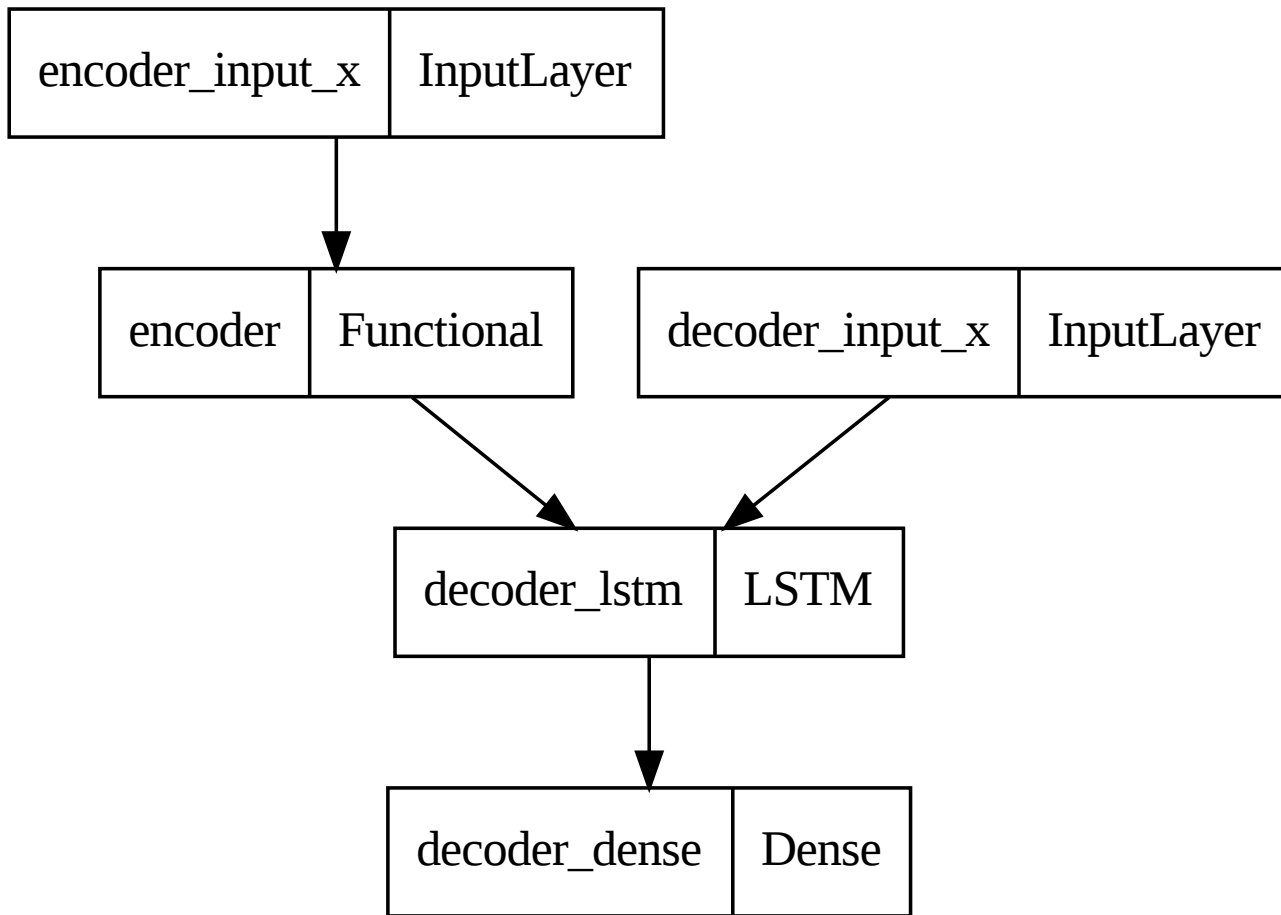 encoder_input_x InputLayer
encoder Functional
decoder_input_x InputLayer
decoder_lstm LSTM
decoder_dense Dense